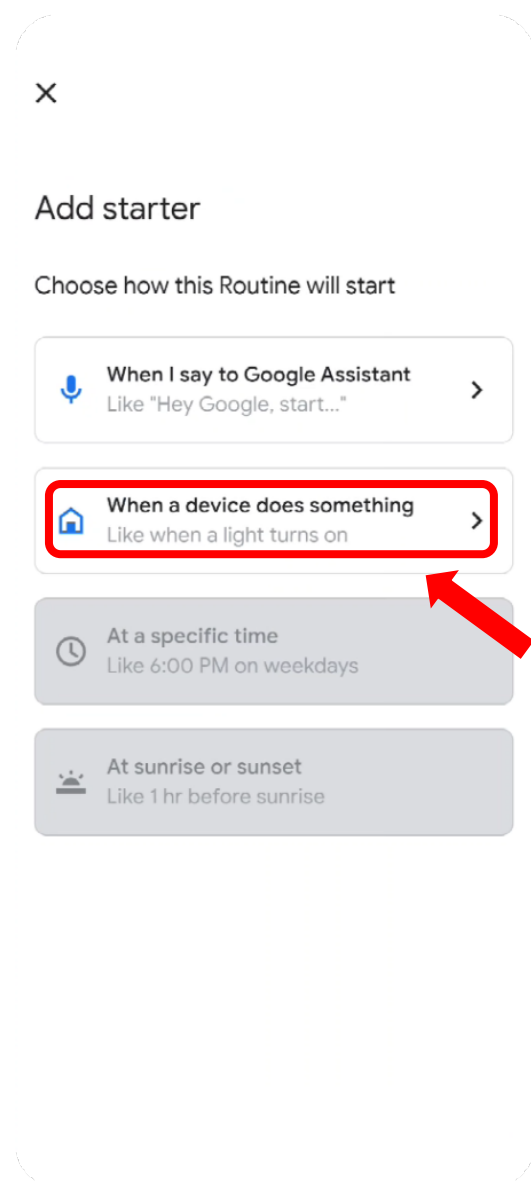 Add starter
Choose how this Routine will start
When I say to Google Assistant
Like "Hey Google, start..."
When a device does something
Like when a light turns on
At a specific time
Like 6:00 PM on weekdays
At sunrise or sunset
Like 1 hr before sunrise